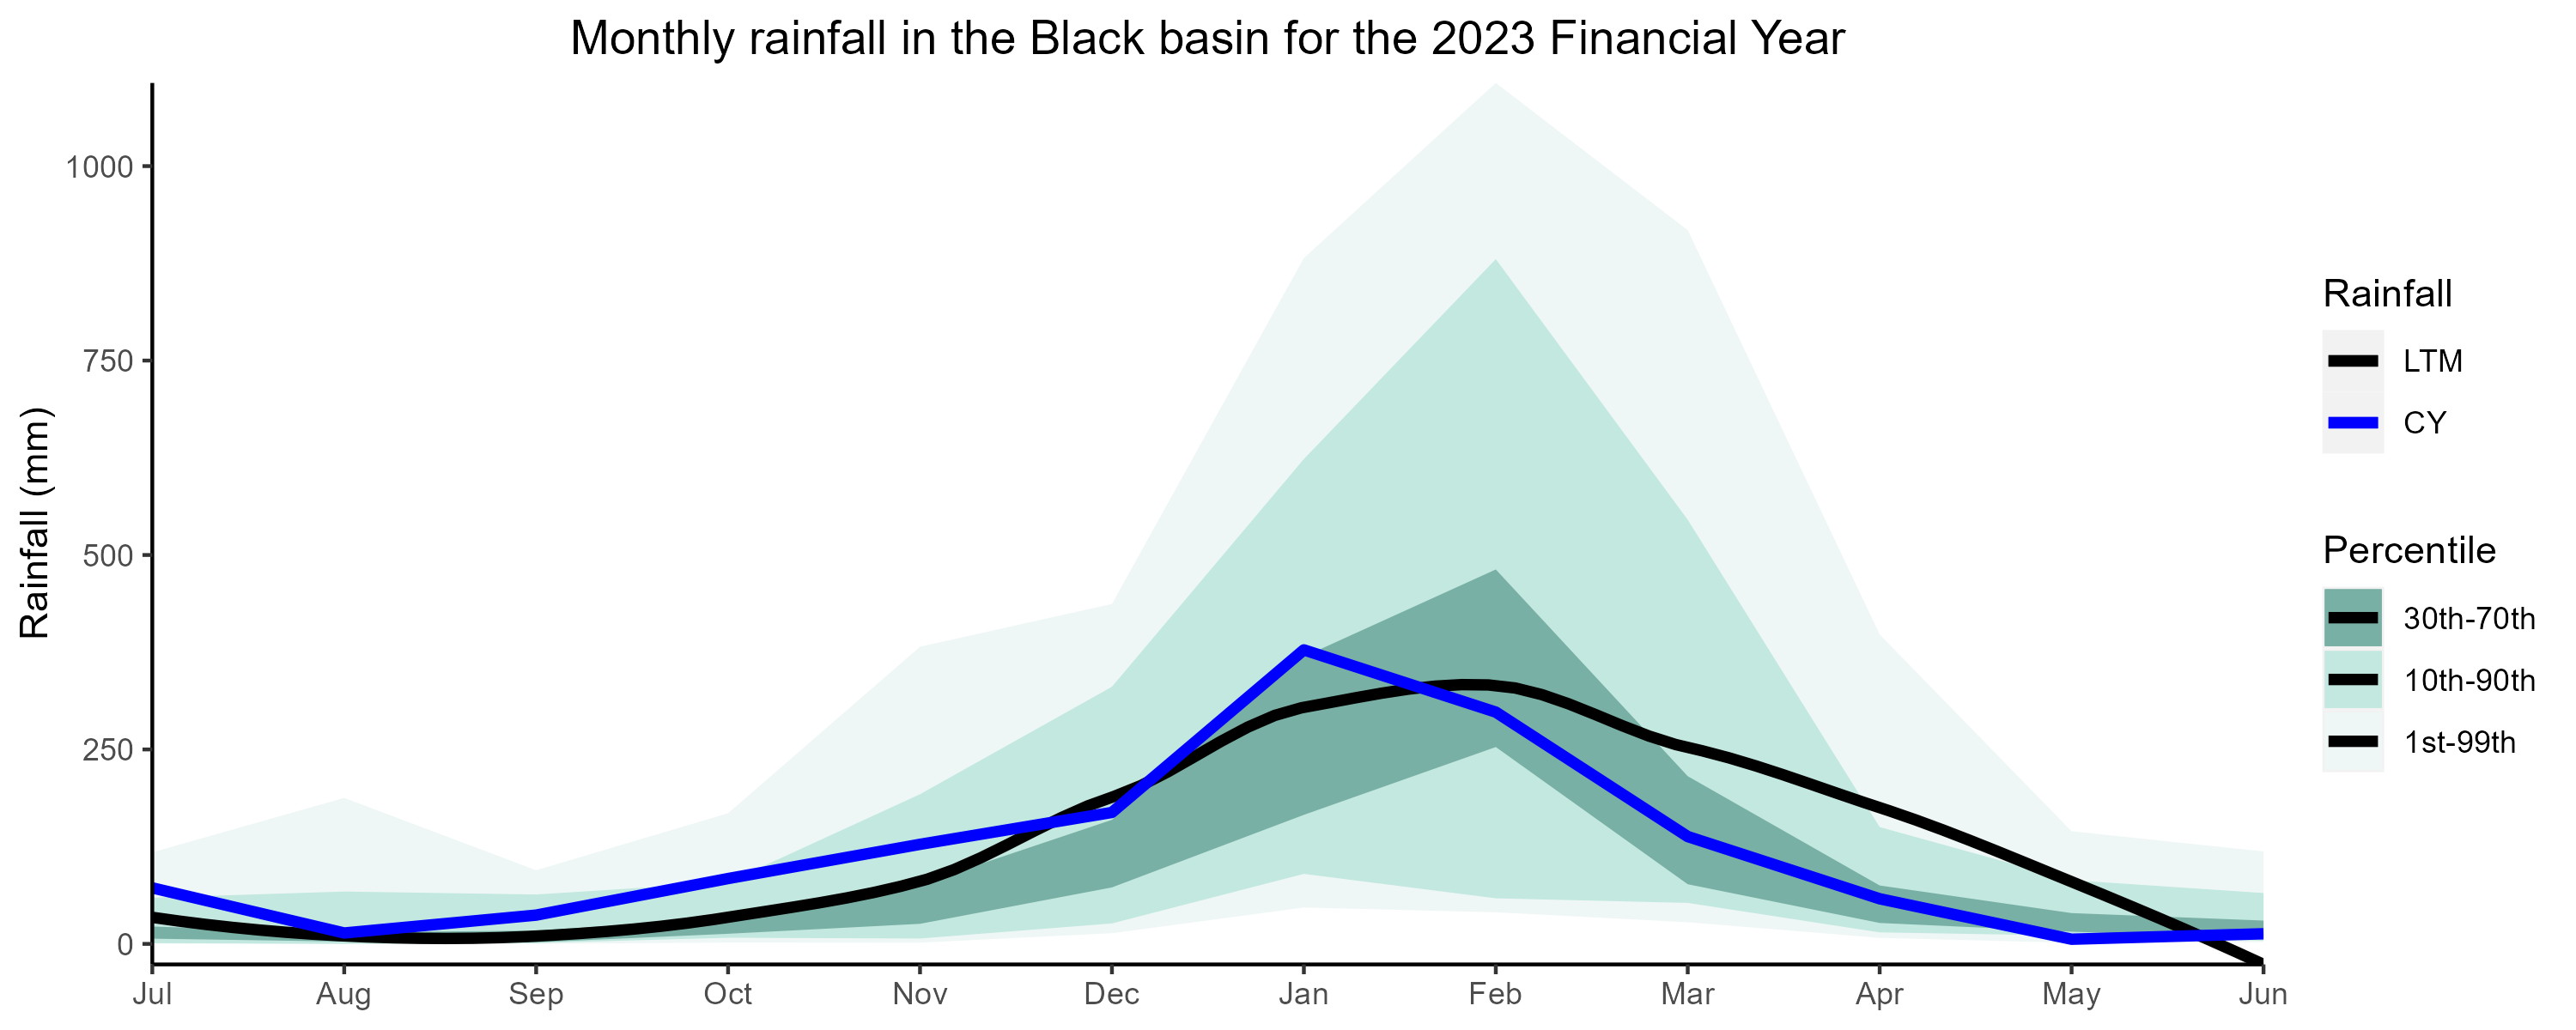 Monthly rainfall in the Black basin for the 2023 Financial Year
Rainfall (mm)
1000
750
500
250
0
Jul Aug Sep Oct Nov Dec Jan Feb Mar Apr May Jun
Rainfall
LTM
CY
Percentile
30th-70th
10th-90th
1st-99th